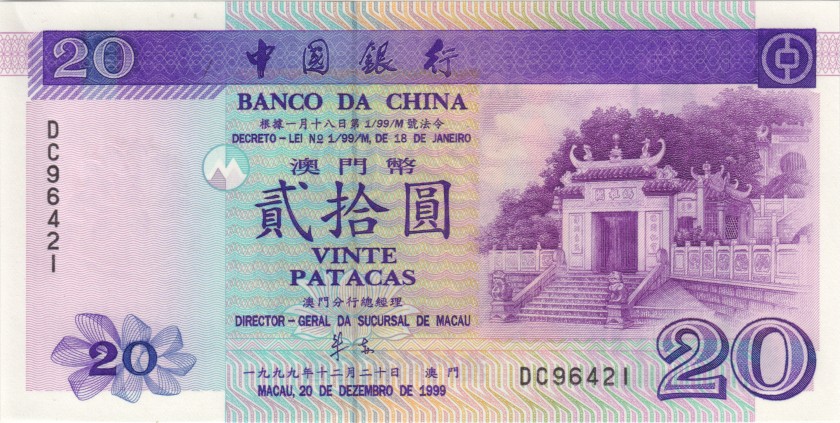 20 中國銀行
BANCO DA CHINA
根據一月十八日第1/99/M號法令
DECRETO-LEI Nº 1/99/M, DE 18 DE JANEIRO
澳門幣
貳拾圓
VINTE
PATACAS
澳門分行總經理
DIRECTOR-GERAL DA SUCURSAL DE MACAU
一九九九年十二月二十日 澳門
MACAU, 20 DE DEZEMBRO DE 1999
DC96421
20
DC96421
20